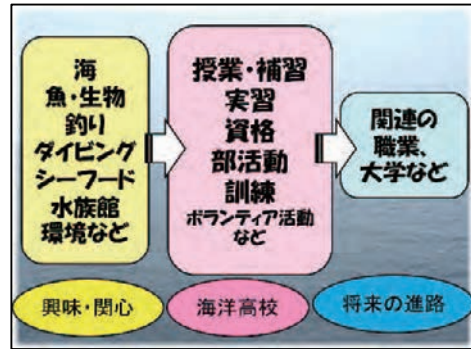 海
魚・生物
釣り
ダイビング
シーフード
水族館
環境など
授業・補習
実習
資格
部活動
訓練
ボランティア活動
など
関連の
職業、
大学など
興味・関心
海洋高校
将来の進路